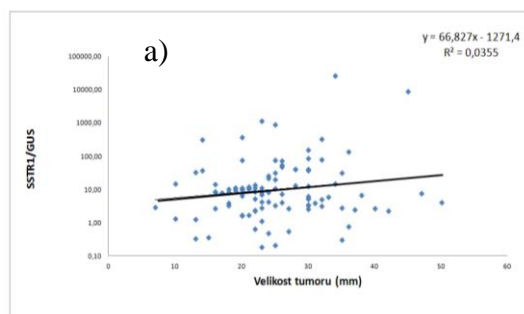 a)
y = 66,827x - 1271,4
R² = 0,0355
100000,00
10000,00
1000,00
100,00
10,00
1,00
0,10
SSTR1/GUS
0
10
20
30
40
50
60
Velikost tumoru (mm)